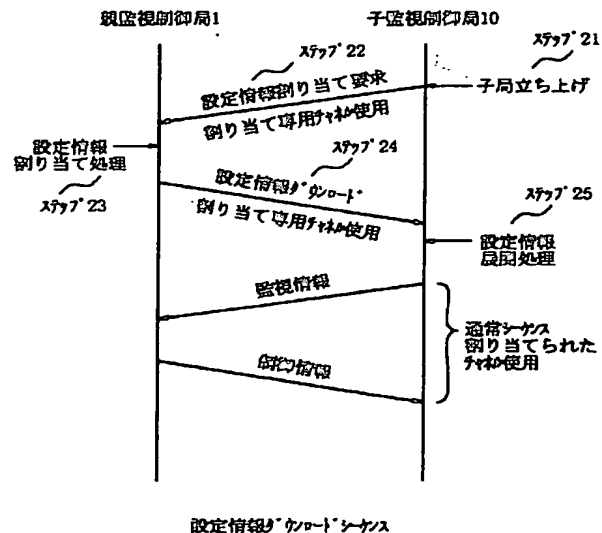 親監視制御局1
子監視制御局10
ステップ21
子局立ち上げ
ステップ22
設定情報割り当て要求
割り当て専用チャネル使用
設定情報
割り当て処理
ステップ23
ステップ24
設定情報ダウンロード
割り当て専用チャネル使用
ステップ25
設定情報
展開処理
監視情報
制御情報
通常シーケンス
割り当てられた
チャネル使用
設定情報ダウンロードシーケンス